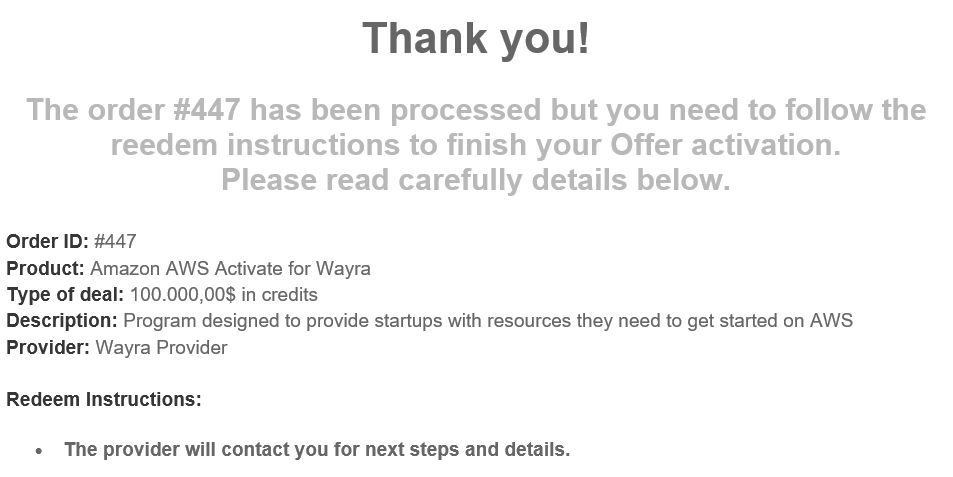 Thank you!
The order #447 has been processed but you need to follow the
reedem instructions to finish your Offer activation.
Please read carefully details below.
Order ID: #447
Product: Amazon AWS Activate for Wayra
Type of deal: 100.000,00$ in credits
Description: Program designed to provide startups with resources they need to get started on AWS
Provider: Wayra Provider
Redeem Instructions:
• The provider will contact you for next steps and details.